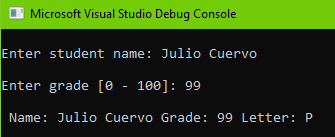 Microsoft Visual Studio Debug Console
Enter student name: Julio Cuervo
Enter grade [0 - 100]: 99
Name: Julio Cuervo Grade: 99 Letter: P